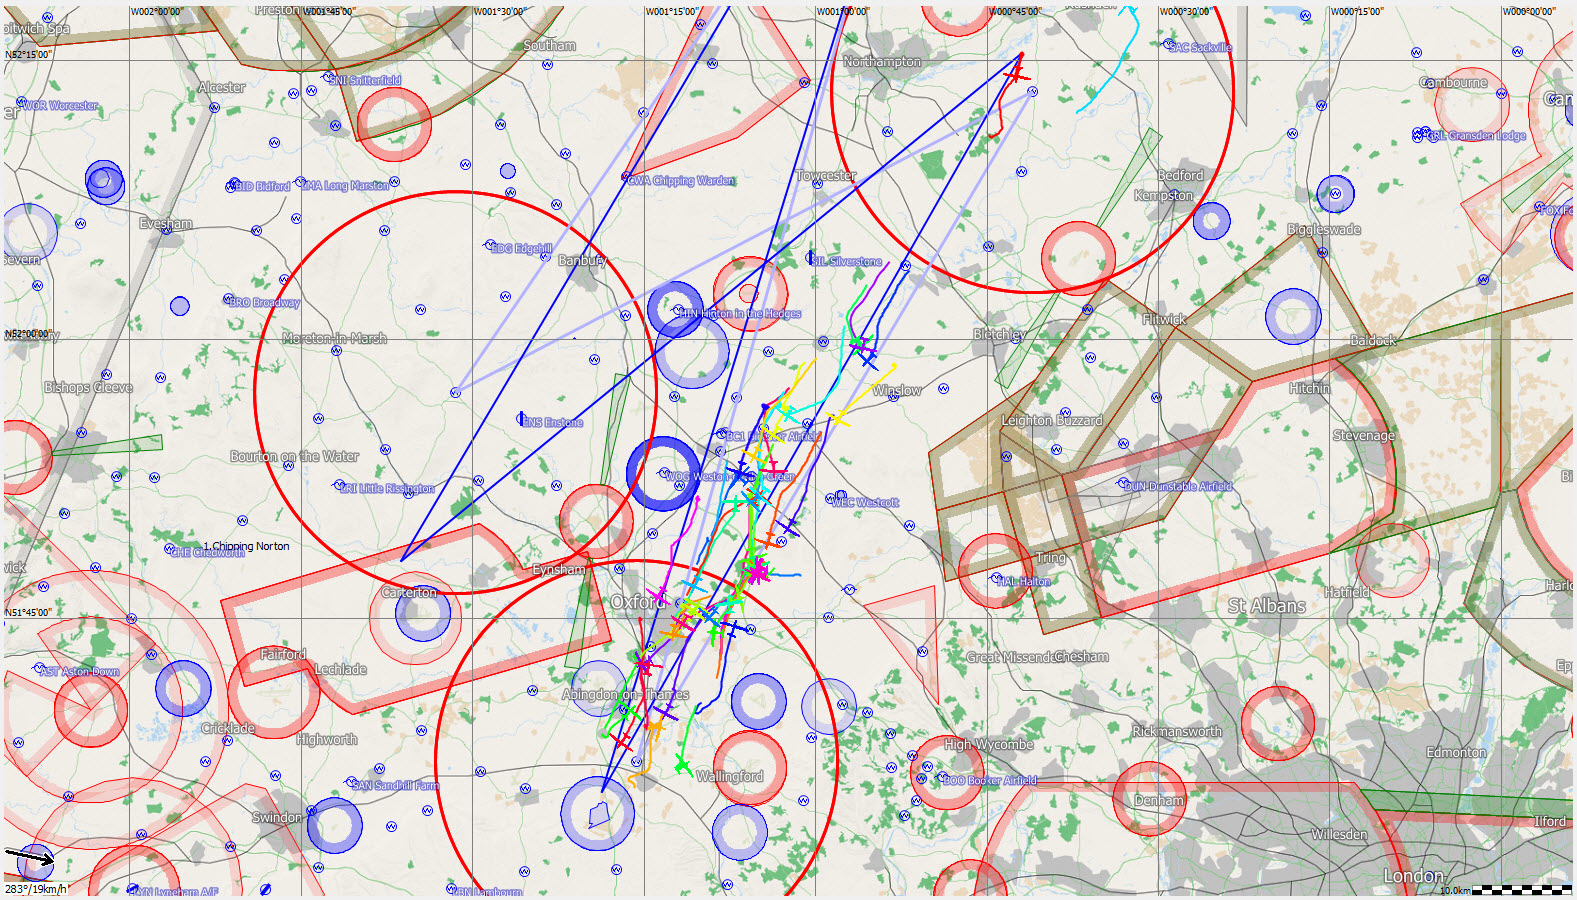 W002°00'00"
W001°45'00"
W001°30'00"
W001°15'00"
W001°00'00"
W000°45'00"
W000°30'00"
W000°15'00"
W000°00'00"
N52°15'00"
Southam
Northampton
SAC Sackville
SNI Snitterfield
Alcester
Cambourne
WOR Worcester
GRL Gransden Lodge
CWA Chipping Warden
Towcester
Bedford
Kempston
BID Bidford
LMA Long Marston
Evesham
Biggleswade
EDG Edgehill
Banbury
SIL Silverstone
BRO Broadway
HIN Hinton in the Hedges
Flitwick
N52°00'00"
Moreton-in-Marsh
Bletchley
Baldock
Bishops Cleeve
Winslow
Hitchin
ENS Enstone
Leighton Buzzard
Stevenage
Bourton on the Water
LRI Little Rissington
DUN Dunstable Airfield
WEC Westcott
1 Chipping Norton
CHE Chedworth
Eynsham
Tring
HAL Halton
Carterton
Oxford
Hatfield
St Albans
N51°45'00"
Fairford
Lechlade
Great Missenden
Chesham
AST Aston Down
Abingdon-on-Thames
Cricklade
Highworth
Rickmansworth
High Wycombe
Edmonton
Wallingford
BOO Booker Airfield
SAN Sandhill Farm
Denham
Swindon
Willesden
Ilford
London
283°/19km/h
10.0km